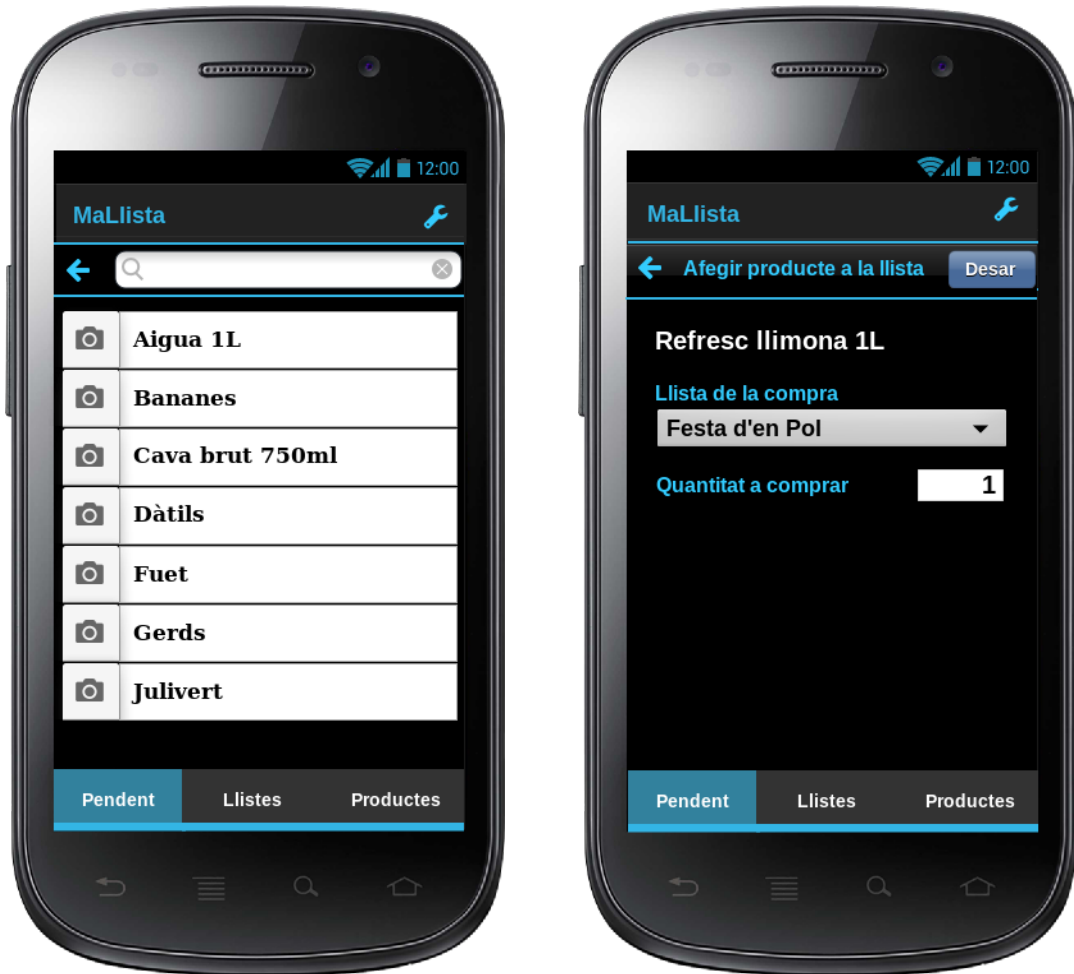 12:00
MaLlista
Aigua 1L
Bananes
Cava brut 750ml
Dàtils
Fuet
Gerds
Julivert
Pendent Llistes Productes
12:00
MaLlista
Afegir producte a la llista Desar
Refresc llimona 1L
Llista de la compra
Festa d'en Pol
Quantitat a comprar 1
Pendent Llistes Productes